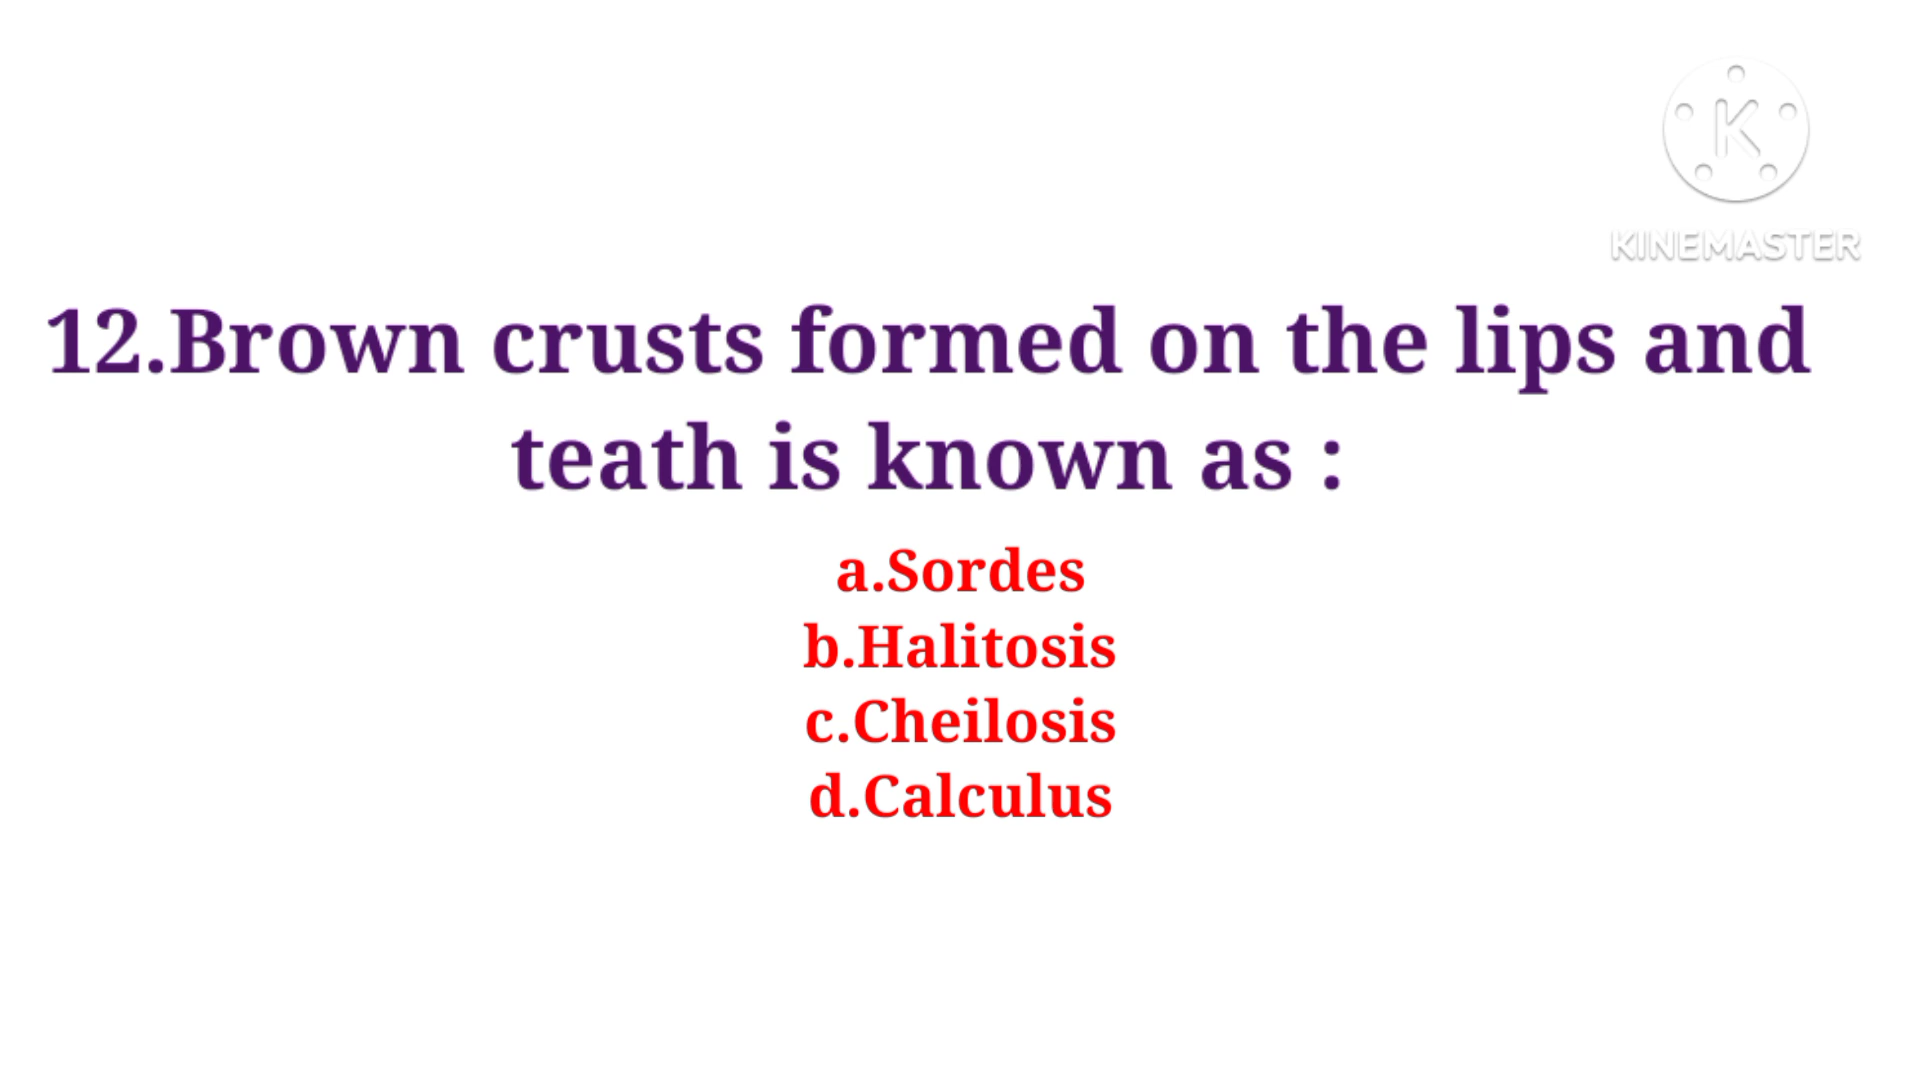 K
KINEMASTER
12.Brown crusts formed on the lips and
teath is known as :
a.Sordes
b.Halitosis
c.Cheilosis
d.Calculus